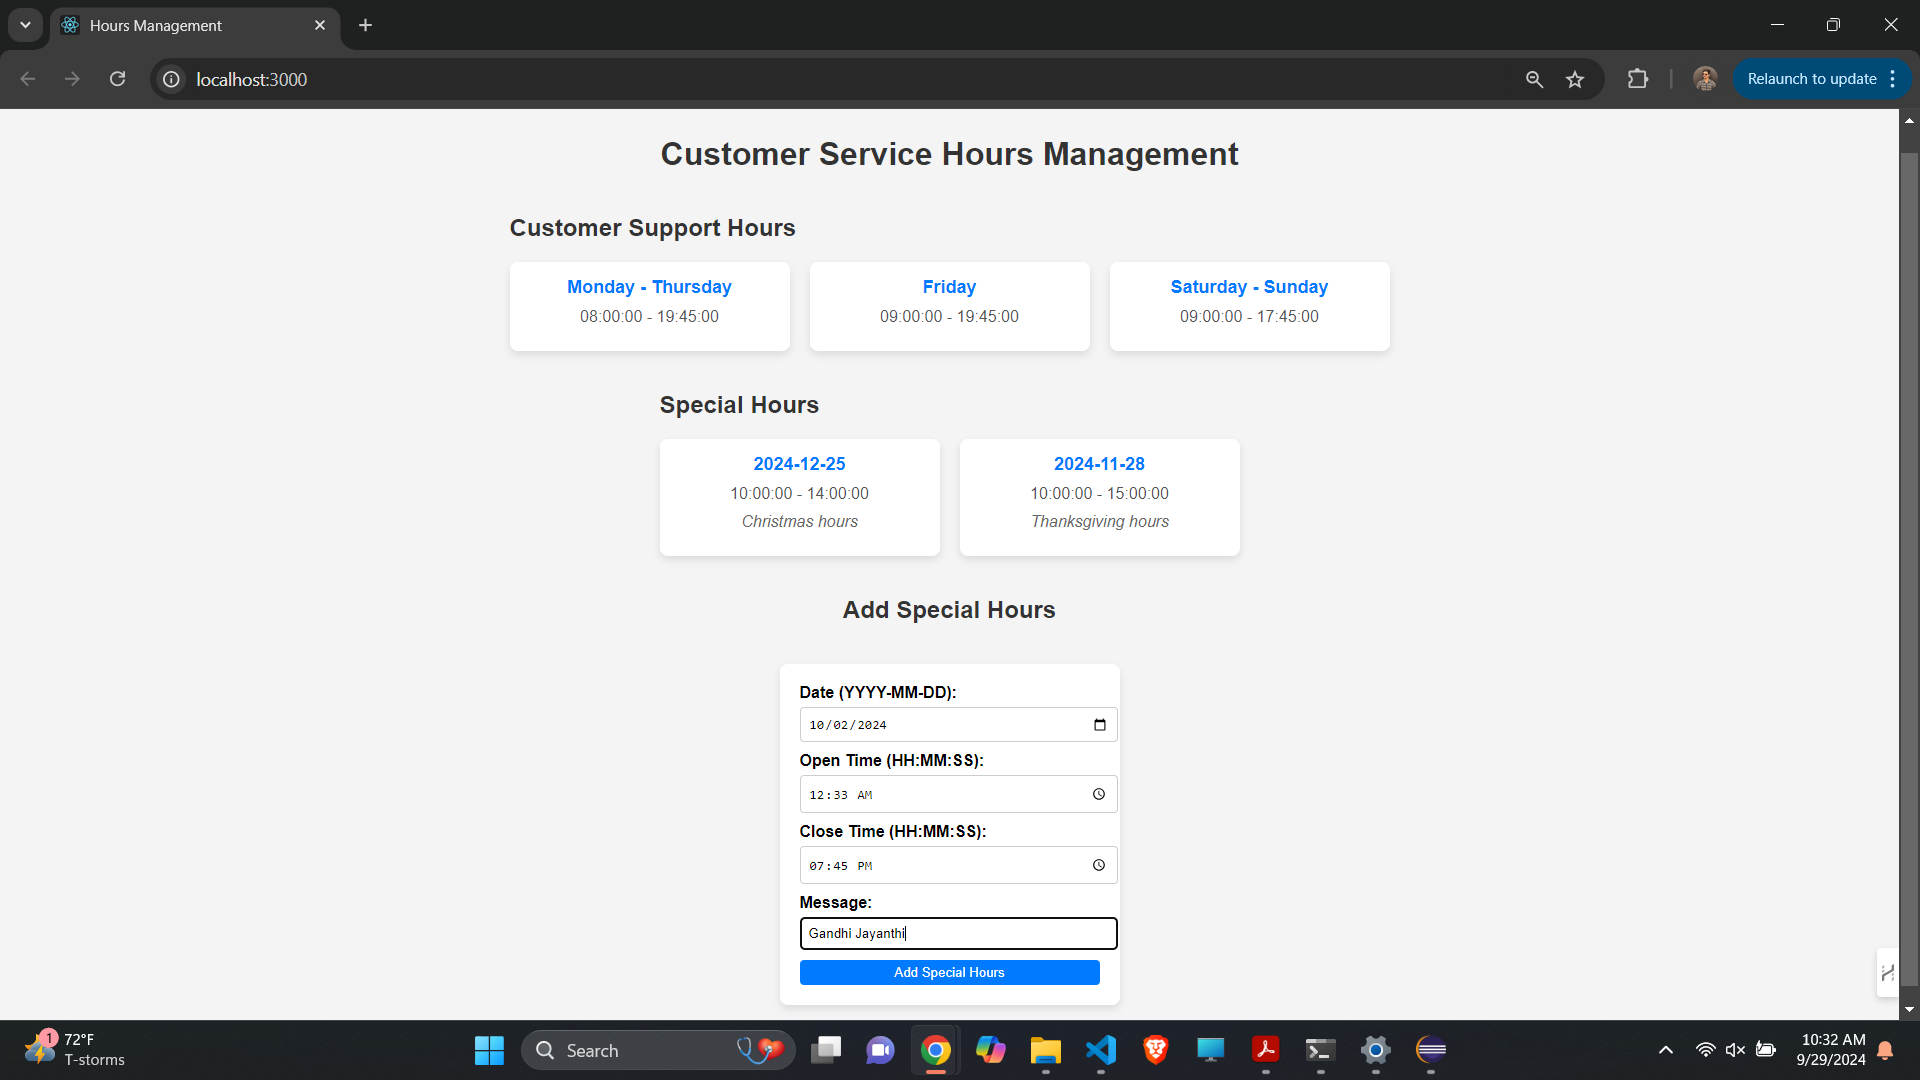 Hours Management
localhost:3000
Relaunch to update
Customer Service Hours Management
Customer Support Hours
Monday - Thursday
08:00:00 - 19:45:00
Friday
09:00:00 - 19:45:00
Saturday - Sunday
09:00:00 - 17:45:00
Special Hours
2024-12-25
10:00:00 - 14:00:00
Christmas hours
2024-11-28
10:00:00 - 15:00:00
Thanksgiving hours
Add Special Hours
Date (YYYY-MM-DD):
10/02/2024
Open Time (HH:MM:SS):
12:33 AM
Close Time (HH:MM:SS):
07:45 PM
Message:
Gandhi Jayanthi
Add Special Hours
1
72°F
T-storms
Search
10:32 AM
9/29/2024